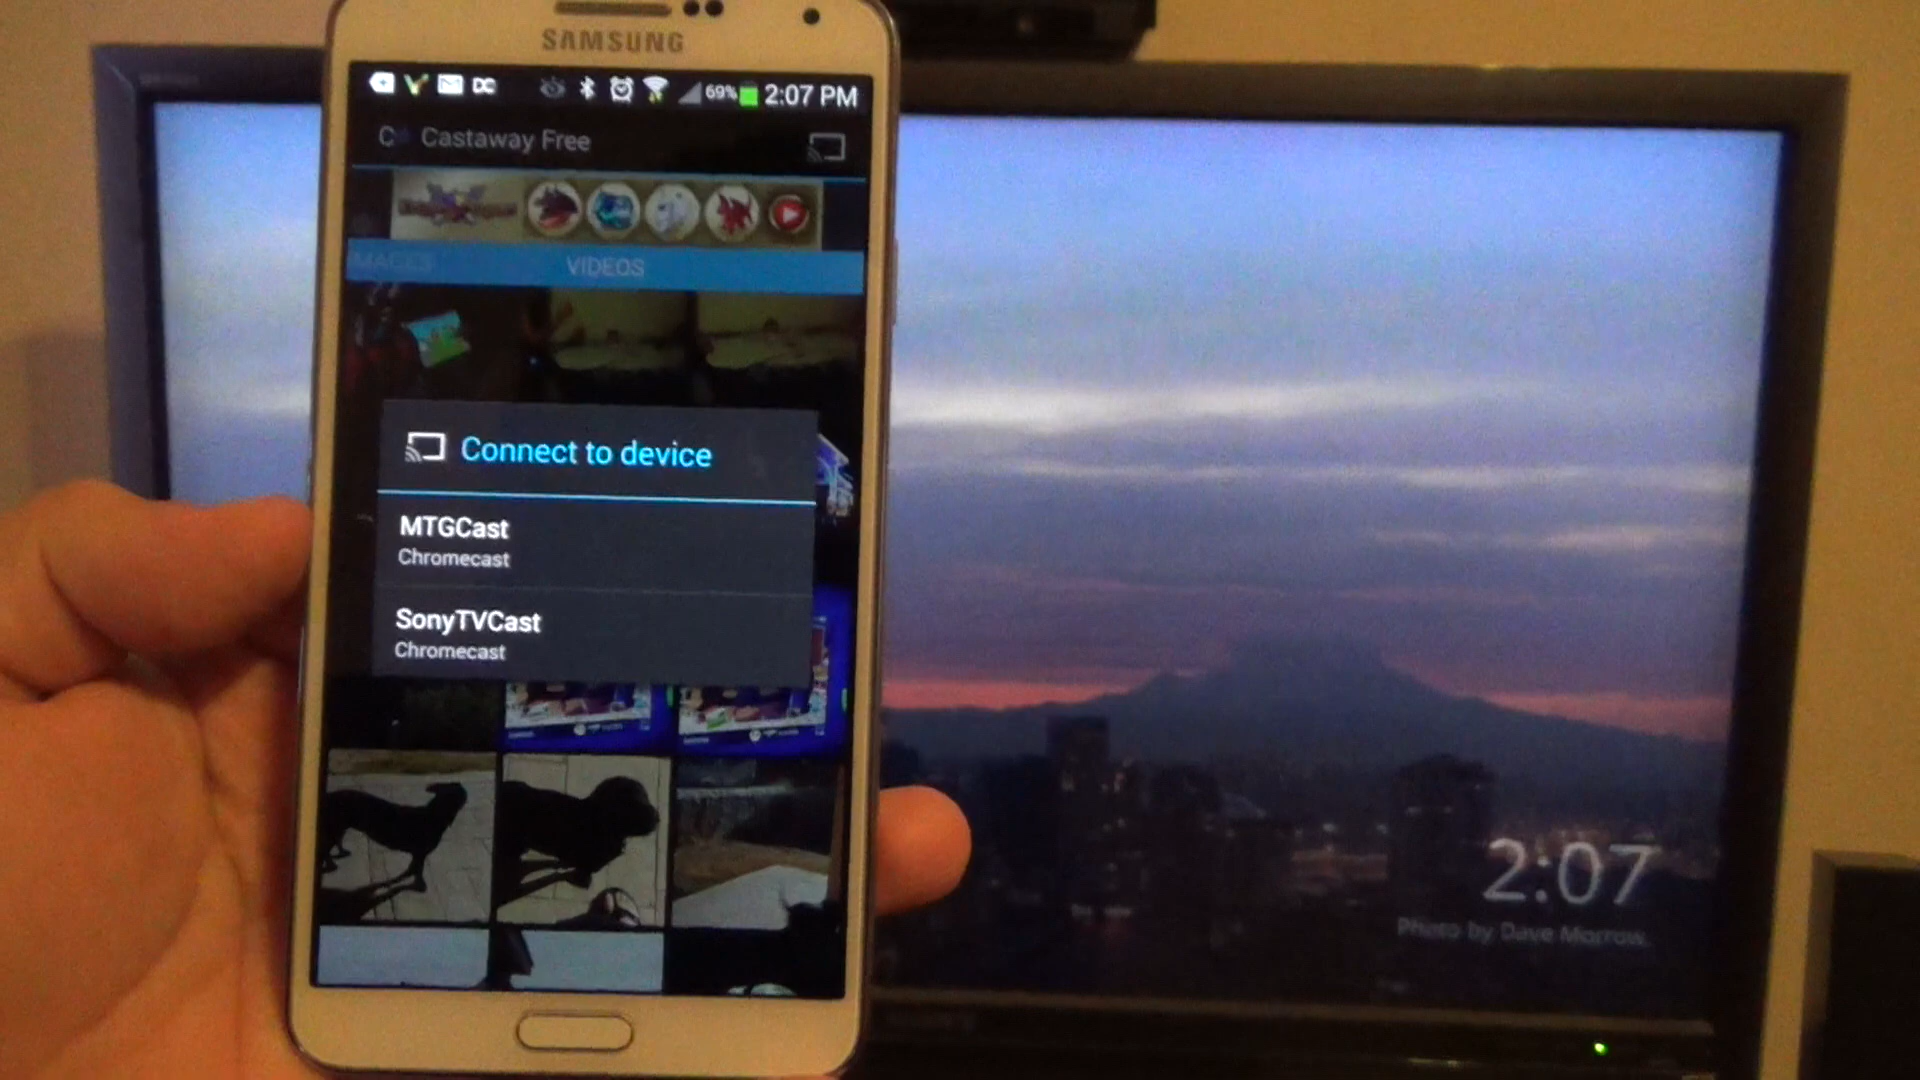 SAMSUNG
DC 69% 2:07 PM
Castaway Free
IMAGES VIDEOS
Connect to device
MTGCast
Chromecast
SonyTVCast
Chromecast
2:07
Photo by Dave Morrow